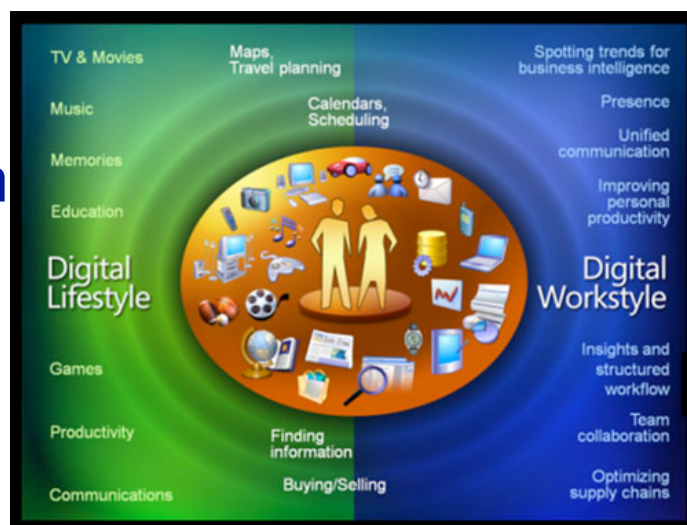 TV & Movies
Music
Memories
Education
Digital
Lifestyle
Games
Productivity
Communications
Maps,
Travel planning
Calendars,
Scheduling
Finding
information
Buying/Selling
Spotting trends for
business intelligence
Presence
Unified
communication
Improving
personal
productivity
Digital
Workstyle
Insights and
structured
workflow
Team
collaboration
Optimizing
supply chains